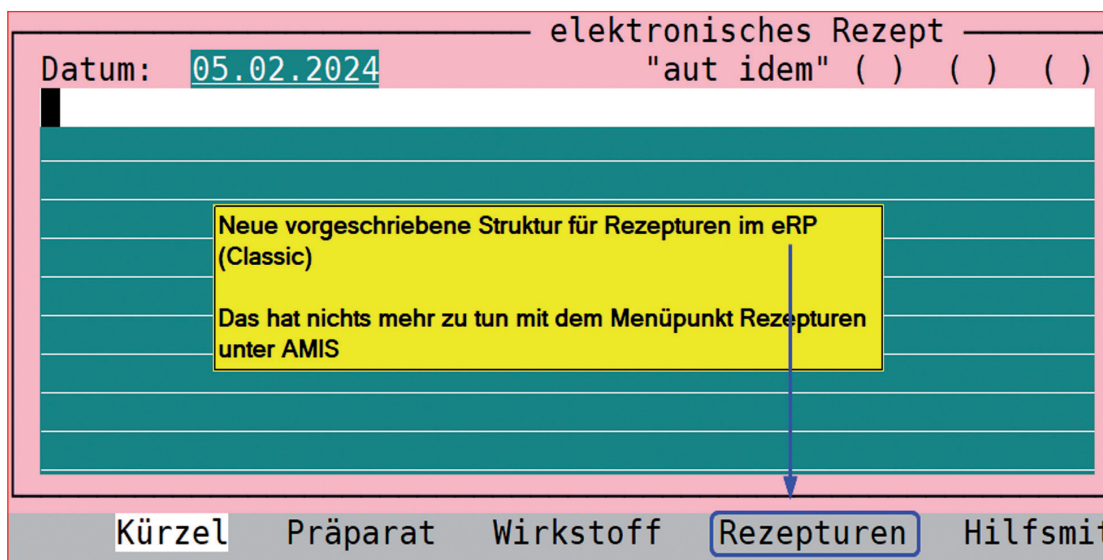 elektronisches Rezept
Datum: 05.02.2024 "aut idem" ( ) ( ) ( )
Neue vorgeschriebene Struktur für Rezepturen im eRP
(Classic)
Das hat nichts mehr zu tun mit dem Menüpunkt Rezepturen
unter AMIS
Kürzel Präparat Wirkstoff Rezepturen Hilfsmit